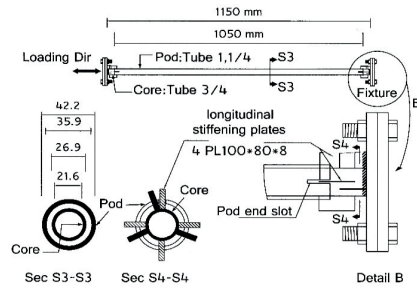 1150 mm
1050 mm
Loading Dir
Pod:Tube 1,1/4
S3
S3
Core:Tube 3/4
Fixture
B
42.2
35.9
26.9
21.6
longitudinal
stiffening plates
4 PL100*80*8
Pod
Core
Core
Pod end slot
S4
S4
Sec S3-S3
Sec S4-S4
Detail B